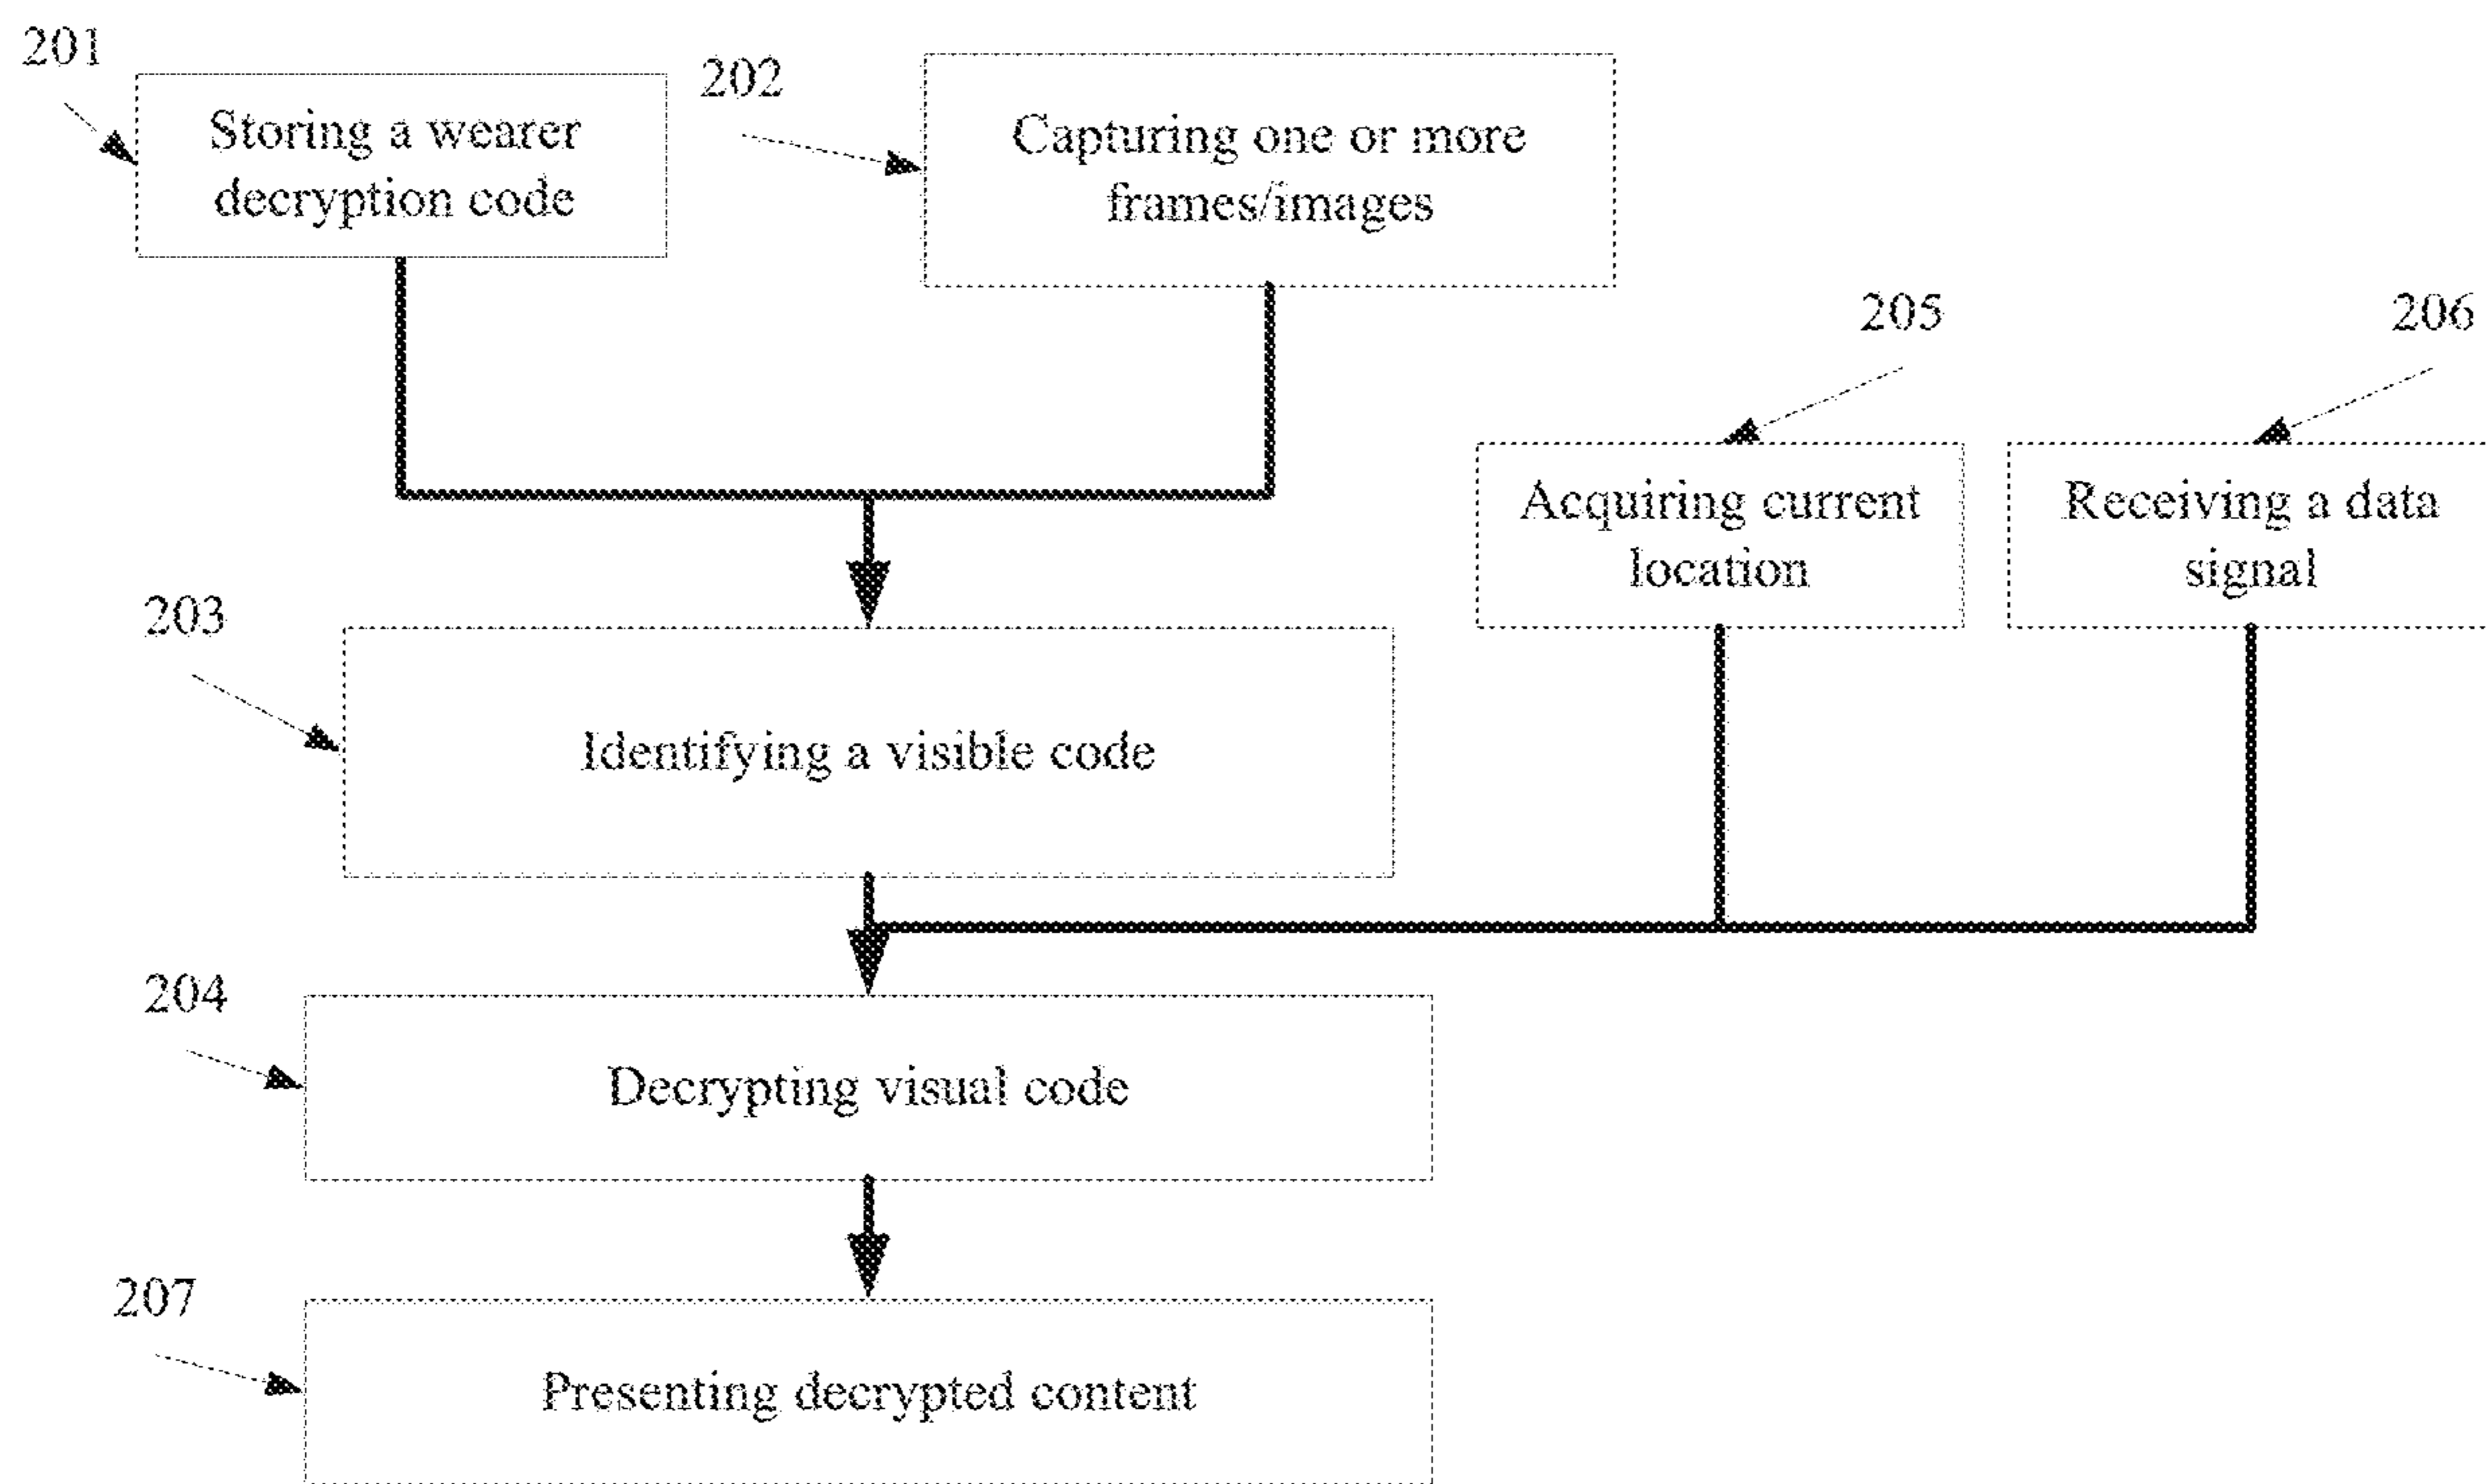 201
Storing a wearer
decryption code
202
Capturing one or more
frames/images
205
Acquiring current
location
206
Receiving a data
signal
203
Identifying a visible code
204
Decrypting visual code
207
Presenting decrypted content